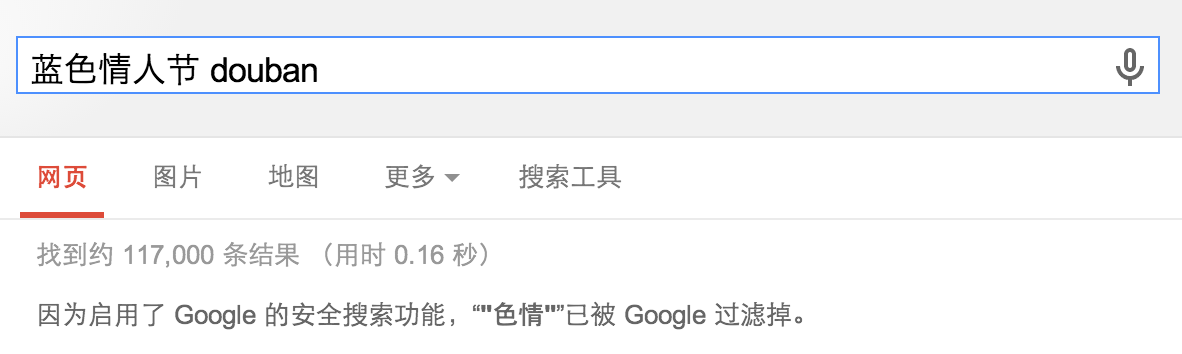 蓝色情人节 douban
网页 图片 地图 更多 搜索工具
找到约 117,000 条结果 （用时 0.16 秒）
因为启用了 Google 的安全搜索功能，“"色情"”已被 Google 过滤掉。